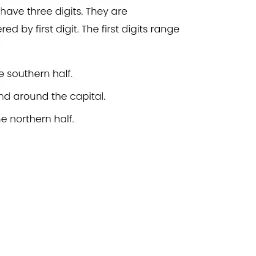 have three digits. They are
red by first digit. The first digits range
e southern half.
nd around the capital.
e northern half.